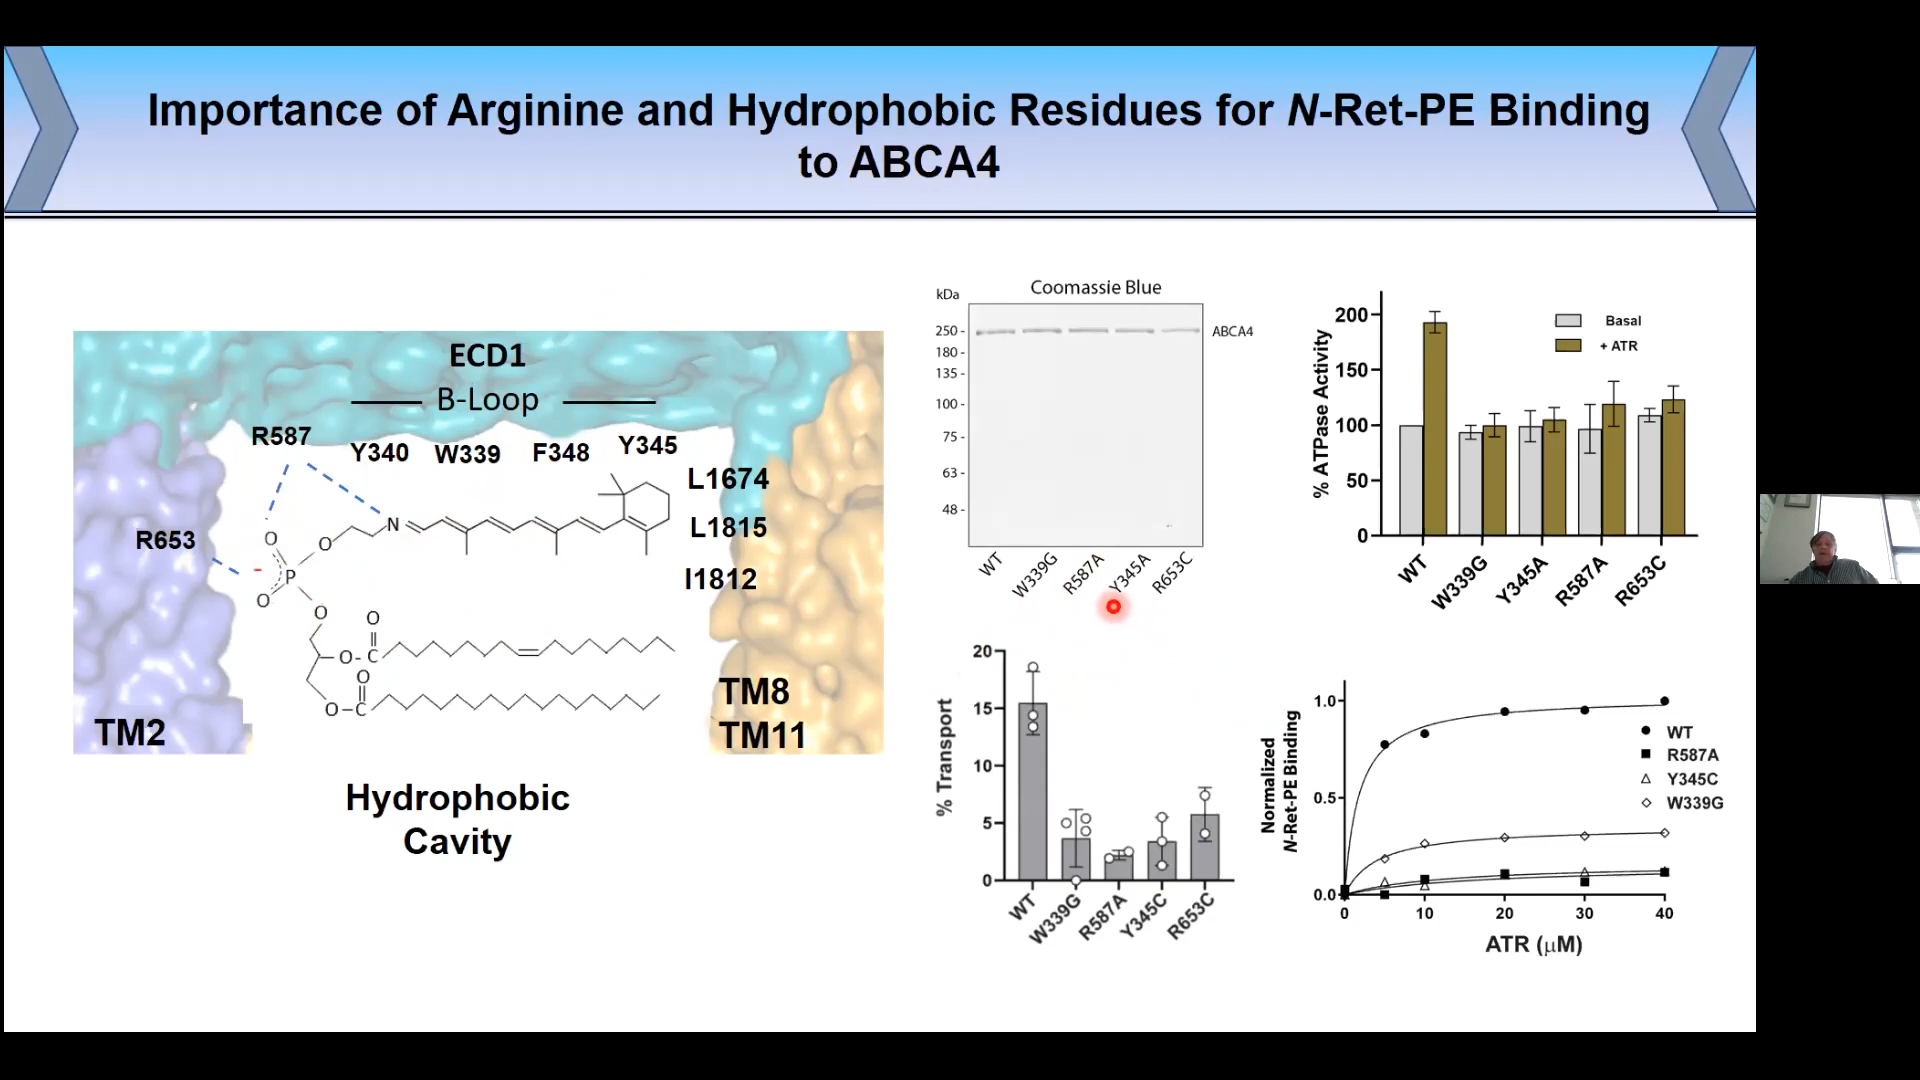 Importance of Arginine and Hydrophobic Residues for N-Ret-PE Binding
to ABCA4
ECD1
B-Loop
R587
Y340
W339
F348
Y345
L1674
L1815
I1812
R653
N
O
O
-
P
O
O
O
O-C
O
O-C
TM2
TM8
TM11
Hydrophobic
Cavity
Coomassie Blue
kDa
250 -
ABCA4
180 -
135 -
100 -
75 -
63 -
48 -
WT
W339G
R587A
Y345A
R653C
% ATPase Activity
200
150
100
50
0
Basal
+ ATR
WT
W339G
Y345A
R587A
R653C
% Transport
20
15
10
5
0
WT
W339G
R587A
Y345C
R653C
Normalized
N-Ret-PE Binding
1.0
0.5
0.0
WT
R587A
Y345C
W339G
0 10 20 30 40
ATR (μM)